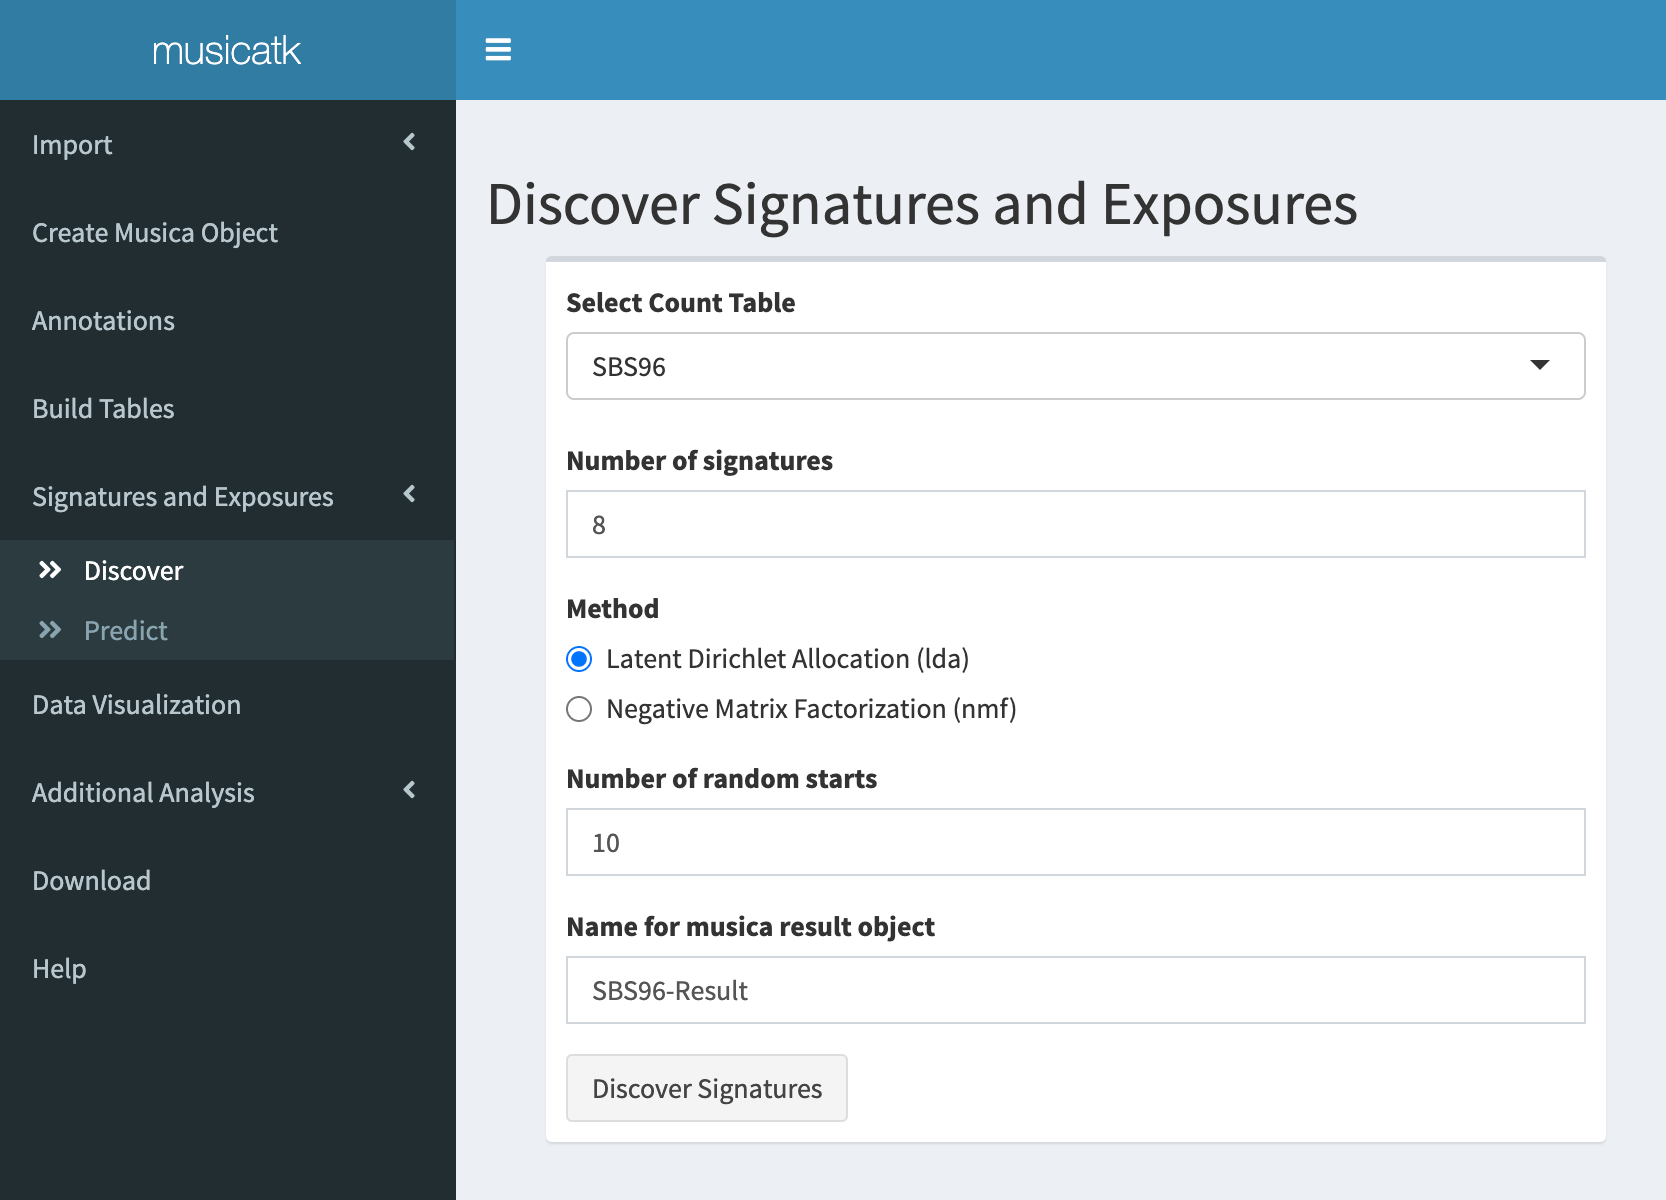 musicatk
Import
Create Musica Object
Annotations
Build Tables
Signatures and Exposures
Discover
Predict
Data Visualization
Additional Analysis
Download
Help
Discover Signatures and Exposures
Select Count Table
SBS96
Number of signatures
8
Method
Latent Dirichlet Allocation (lda)
Negative Matrix Factorization (nmf)
Number of random starts
10
Name for musica result object
SBS96-Result
Discover Signatures